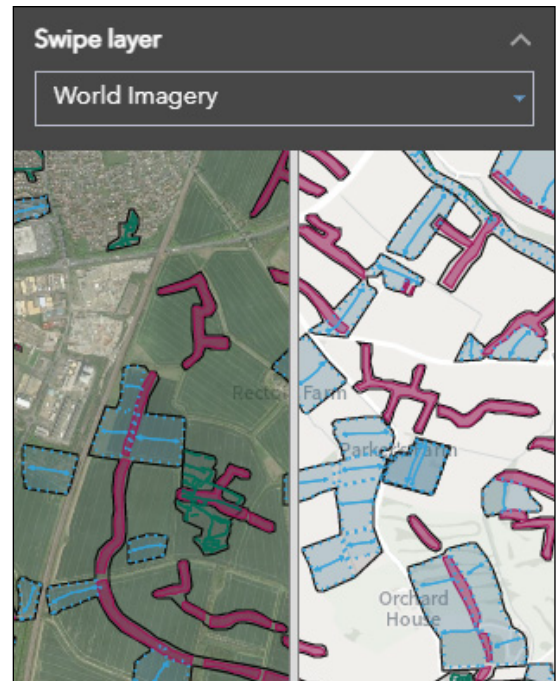 Swipe layer
World Imagery
Rectory Farm
Parker's Farm
Orchard
House